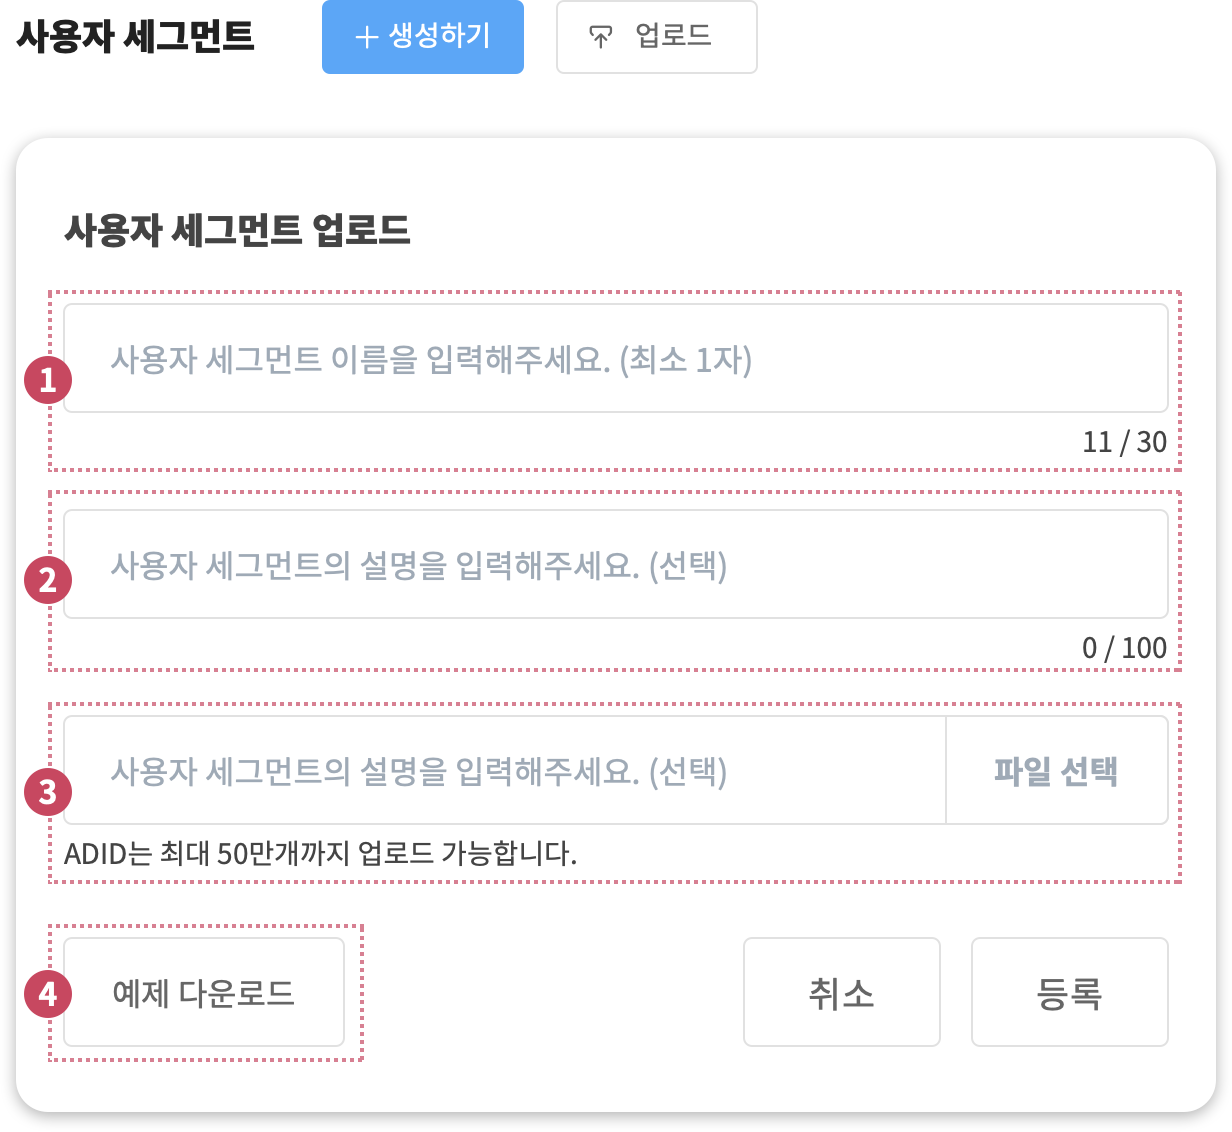 사용자 세그먼트
+ 생성하기
업로드
사용자 세그먼트 업로드
1
사용자 세그먼트 이름을 입력해주세요. (최소 1자)
11 / 30
2
사용자 세그먼트의 설명을 입력해주세요. (선택)
0 / 100
3
사용자 세그먼트의 설명을 입력해주세요. (선택)
파일 선택
ADID는 최대 50만개까지 업로드 가능합니다.
4
예제 다운로드
취소
등록